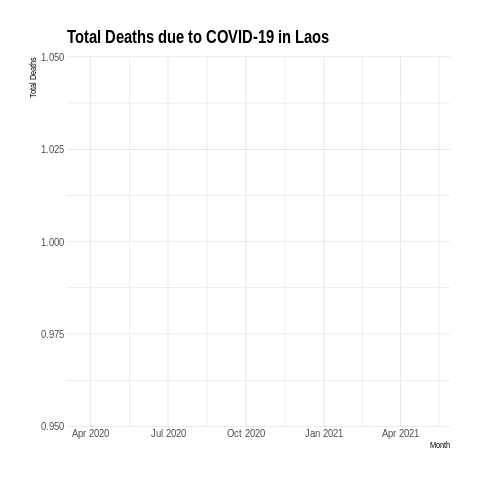 Total Deaths due to COVID-19 in Laos
Total Deaths
1.050
1.025
1.000
0.975
0.950
Apr 2020 Jul 2020 Oct 2020 Jan 2021 Apr 2021
Month